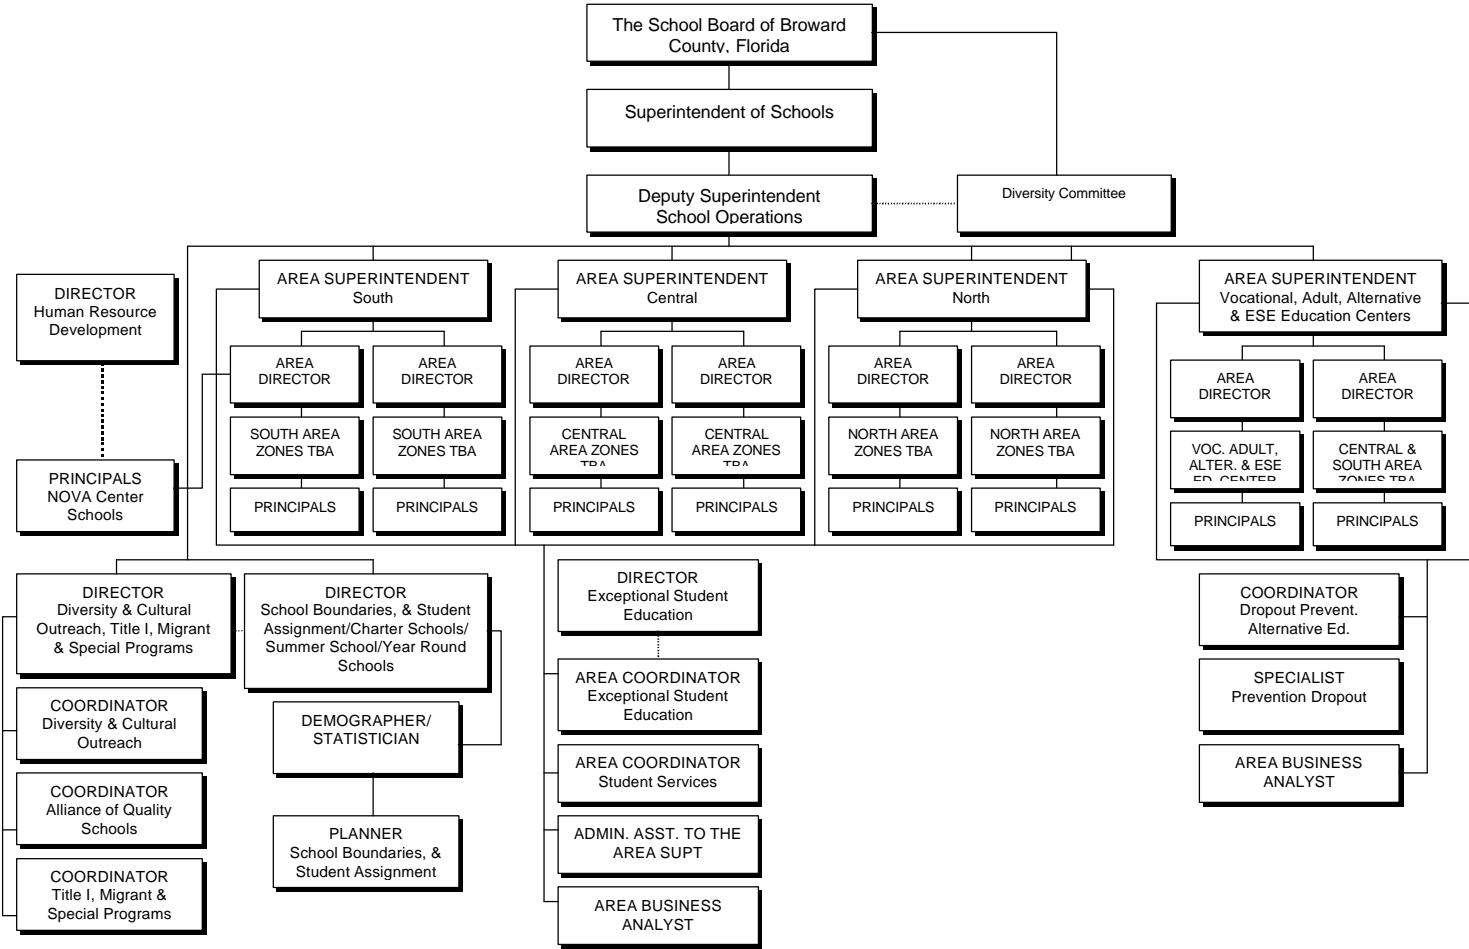 The School Board of Broward
County, Florida
Superintendent of Schools
Deputy Superintendent
School Operations
Diversity Committee
DIRECTOR
Human Resource
Development
AREA SUPERINTENDENT
South
AREA SUPERINTENDENT
Central
AREA SUPERINTENDENT
North
AREA SUPERINTENDENT
Vocational, Adult, Alternative
& ESE Education Centers
AREA
DIRECTOR
AREA
DIRECTOR
AREA
DIRECTOR
AREA
DIRECTOR
AREA
DIRECTOR
AREA
DIRECTOR
AREA
DIRECTOR
AREA
DIRECTOR
SOUTH AREA
ZONES TBA
SOUTH AREA
ZONES TBA
CENTRAL
AREA ZONES
TBA
CENTRAL
AREA ZONES
TBA
NORTH AREA
ZONES TBA
NORTH AREA
ZONES TBA
VOC. ADULT,
ALTER. & ESE
ED. CENTER
CENTRAL &
SOUTH AREA
ZONES TBA
PRINCIPALS
NOVA Center
Schools
PRINCIPALS
PRINCIPALS
PRINCIPALS
PRINCIPALS
PRINCIPALS
PRINCIPALS
PRINCIPALS
PRINCIPALS
DIRECTOR
Diversity & Cultural
Outreach, Title I, Migrant
& Special Programs
DIRECTOR
School Boundaries, & Student
Assignment/Charter Schools/
Summer School/Year Round
Schools
DIRECTOR
Exceptional Student
Education
COORDINATOR
Dropout Prevent.
Alternative Ed.
COORDINATOR
Diversity & Cultural
Outreach
DEMOGRAPHER/
STATISTICIAN
AREA COORDINATOR
Exceptional Student
Education
SPECIALIST
Prevention Dropout
AREA COORDINATOR
Student Services
AREA BUSINESS
ANALYST
COORDINATOR
Alliance of Quality
Schools
PLANNER
School Boundaries, &
Student Assignment
ADMIN. ASST. TO THE
AREA SUPT
COORDINATOR
Title I, Migrant &
Special Programs
AREA BUSINESS
ANALYST